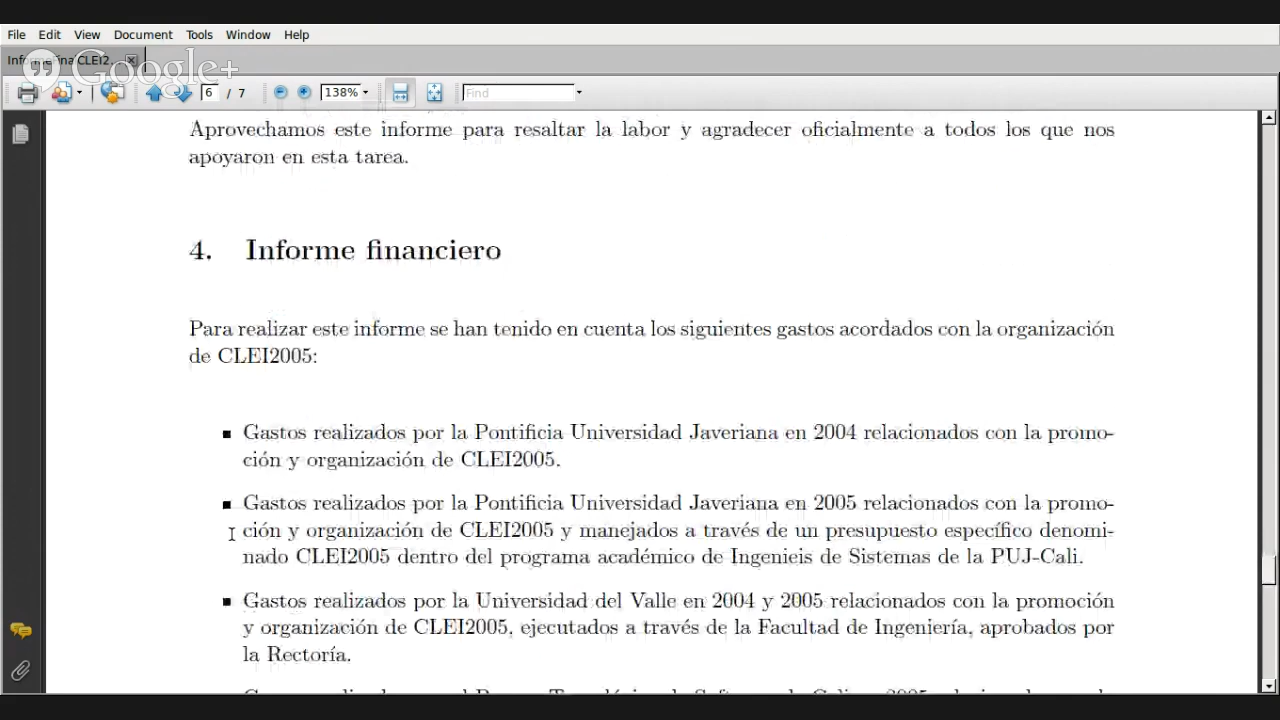 File Edit View Document Tools Window Help
Google+
6 / 7 138% Find
Aprovechamos este informe para resaltar la labor y agradecer oficialmente a todos los que nos
apoyaron en esta tarea.
4. Informe financiero
Para realizar este informe se han tenido en cuenta los siguientes gastos acordados con la organización
de CLEI2005:
Gastos realizados por la Pontificia Universidad Javeriana en 2004 relacionados con la promo-
ción y organización de CLEI2005.
Gastos realizados por la Pontificia Universidad Javeriana en 2005 relacionados con la promo-
ción y organización de CLEI2005 y manejados a través de un presupuesto específico denomi-
nado CLEI2005 dentro del programa académico de Ingenieis de Sistemas de la PUJ-Cali.
Gastos realizados por la Universidad del Valle en 2004 y 2005 relacionados con la promoción
y organización de CLEI2005, ejecutados a través de la Facultad de Ingeniería, aprobados por
la Rectoría.